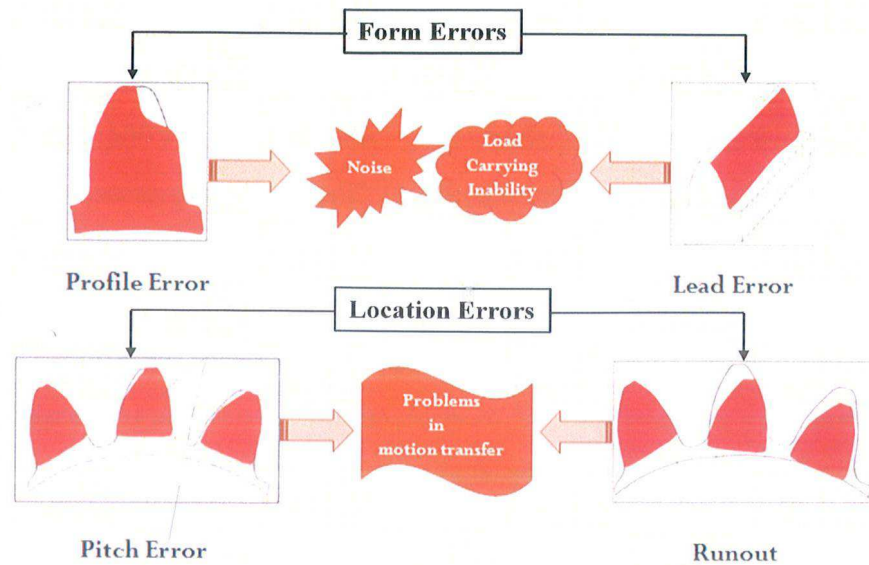 Form Errors
Noise
Load
Carrying
Inability
Profile Error
Lead Error
Location Errors
Problems
in
motion transfer
Pitch Error
Runout